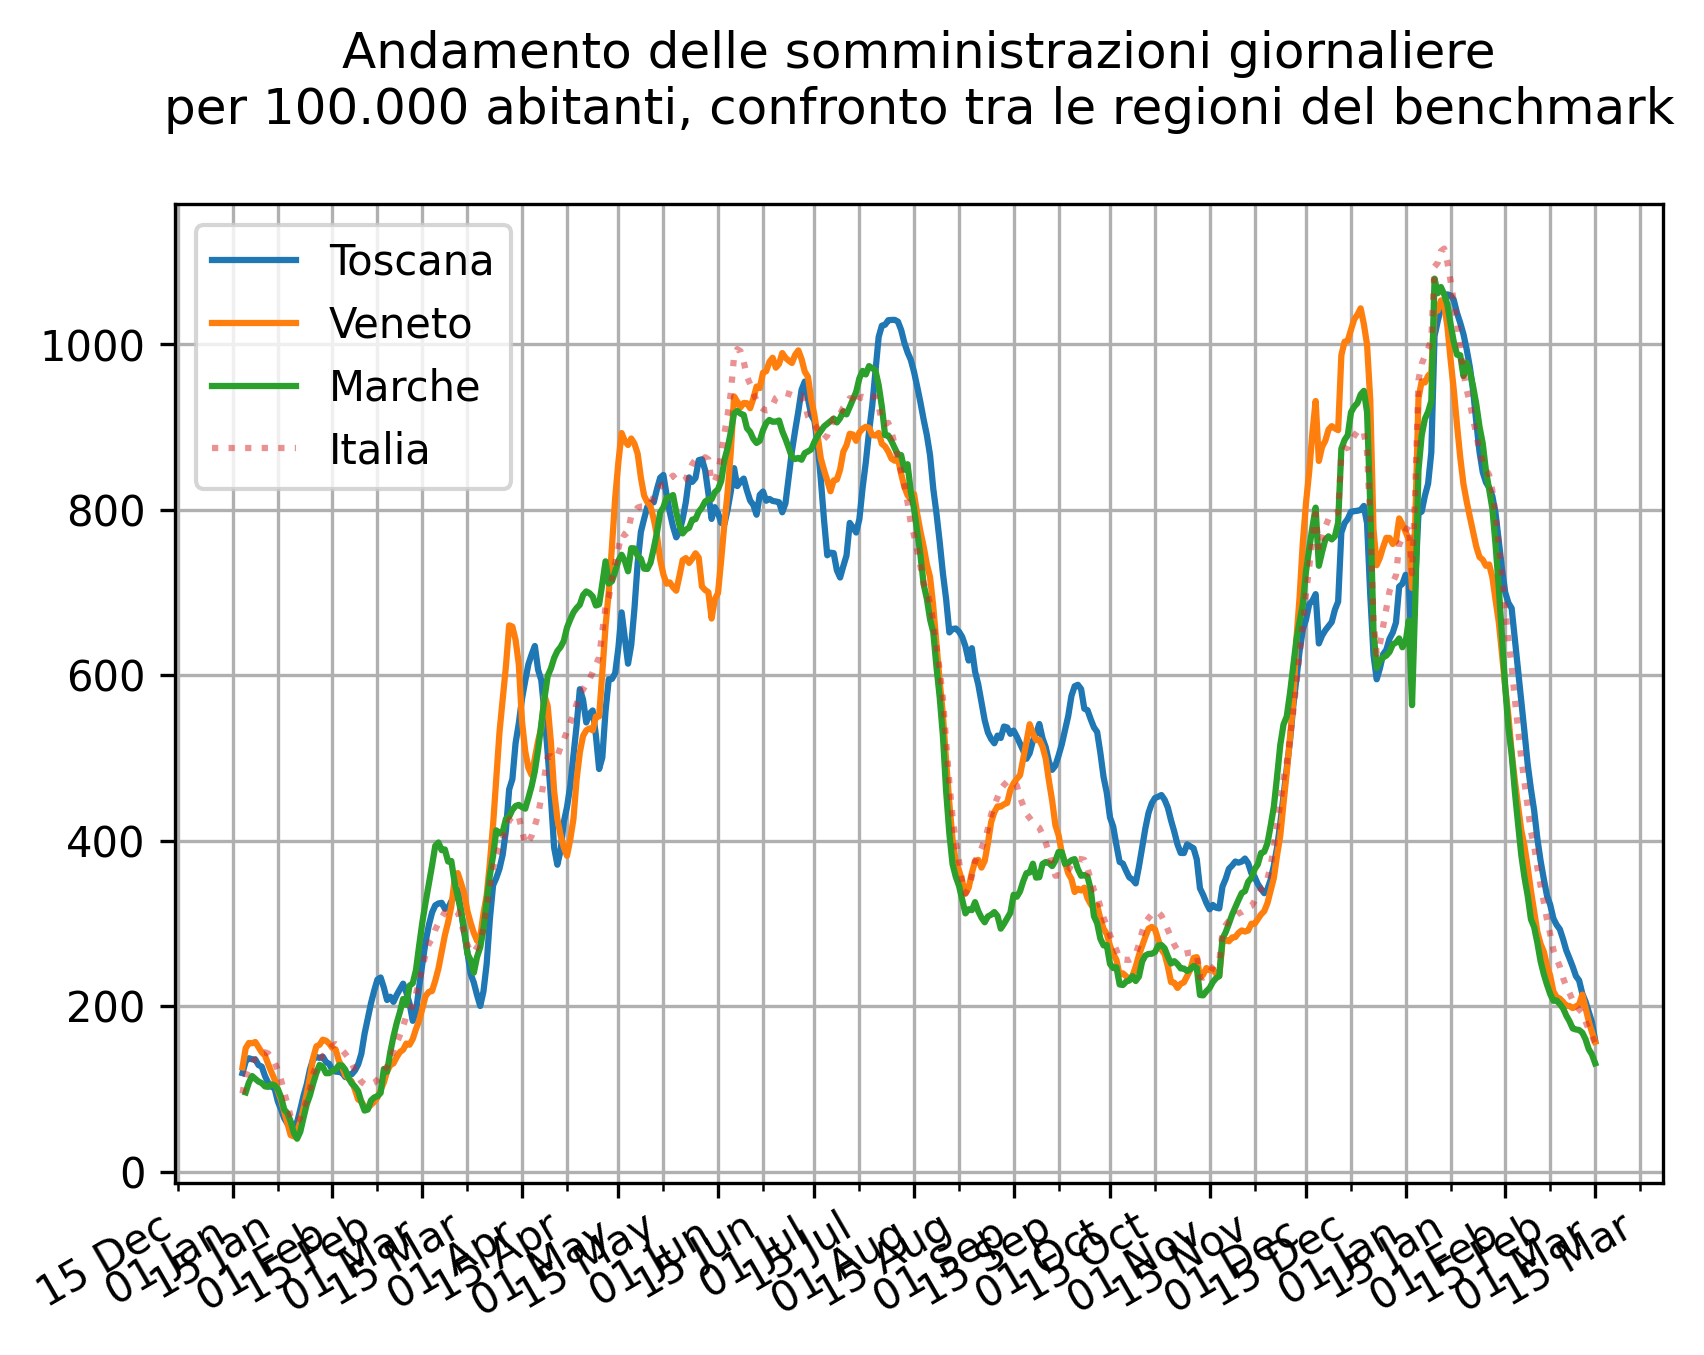 Andamento delle somministrazioni giornaliere
per 100.000 abitanti, confronto tra le regioni del benchmark
Toscana
Veneto
Marche
Italia
1000
800
600
400
200
0
15 Dec
01 Jan
15 Jan
01 Feb
15 Feb
01 Mar
15 Mar
01 Apr
15 Apr
01 May
15 May
01 Jun
15 Jun
01 Jul
15 Jul
01 Aug
15 Aug
01 Sep
15 Sep
01 Oct
15 Oct
01 Nov
15 Nov
01 Dec
15 Dec
01 Jan
15 Jan
01 Feb
15 Feb
01 Mar
15 Mar